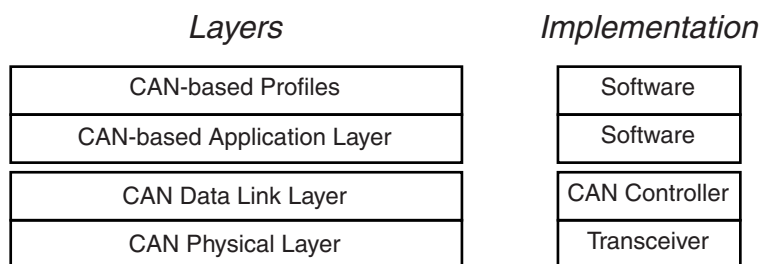 Layers Implementation
CAN-based Profiles Software
CAN-based Application Layer Software
CAN Data Link Layer CAN Controller
CAN Physical Layer Transceiver